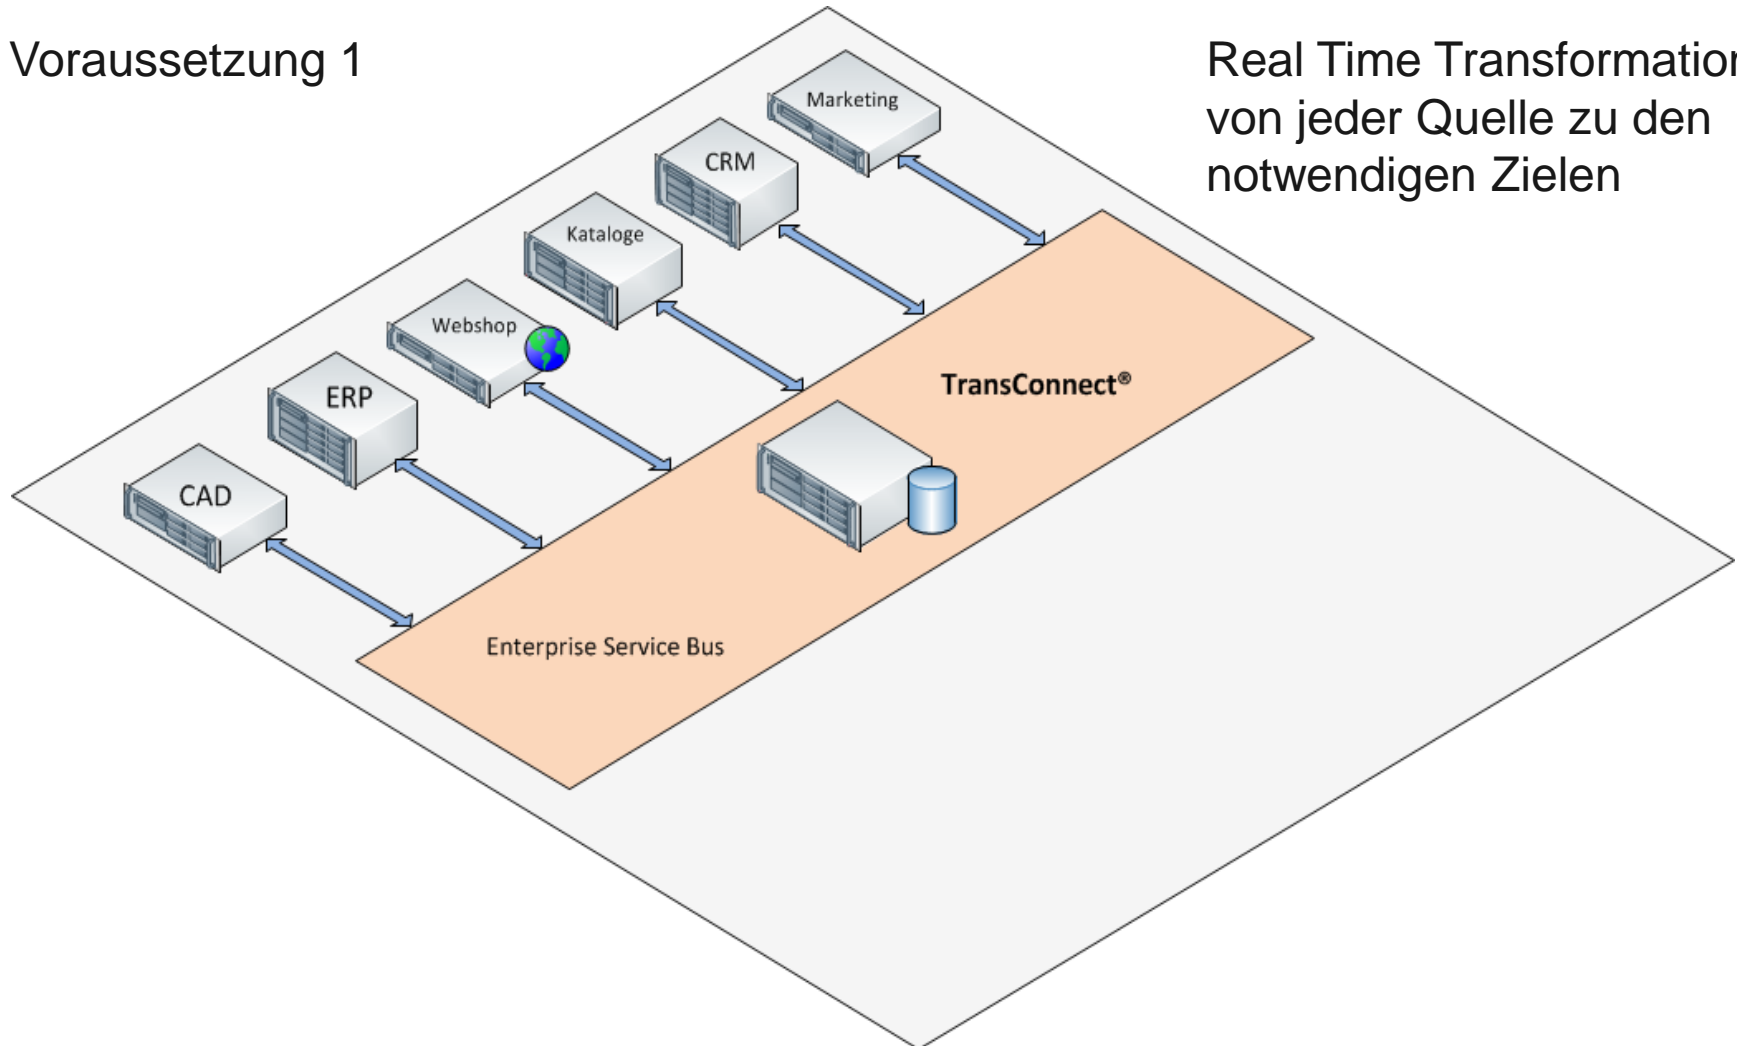 Voraussetzung 1
Real Time Transformation
von jeder Quelle zu den
notwendigen Zielen
Marketing
CRM
Kataloge
Webshop
ERP
CAD
TransConnect®
Enterprise Service Bus